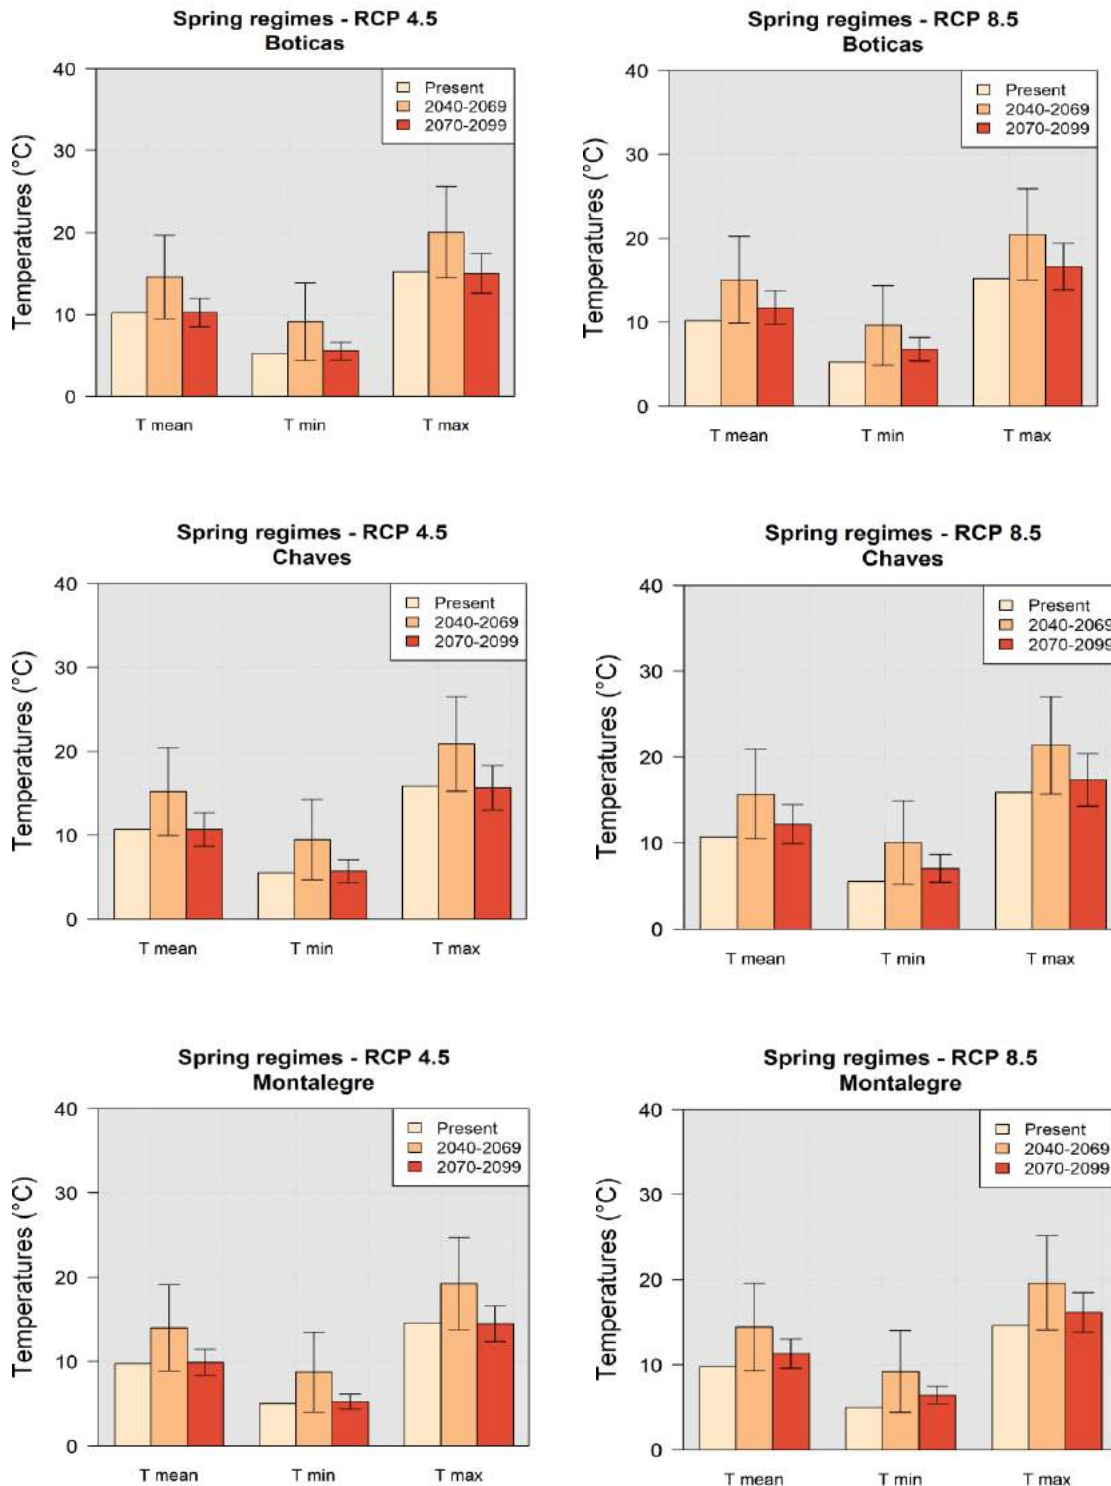 Spring regimes - RCP 4.5
Boticas
Temperatures (°C)
40
30
20
10
0
Present
2040-2069
2070-2099
T mean
T min
T max
Spring regimes - RCP 8.5
Boticas
Temperatures (°C)
40
30
20
10
0
Present
2040-2069
2070-2099
T mean
T min
T max
Spring regimes - RCP 4.5
Chaves
Temperatures (°C)
40
30
20
10
0
Present
2040-2069
2070-2099
T mean
T min
T max
Spring regimes - RCP 8.5
Chaves
Temperatures (°C)
40
30
20
10
0
Present
2040-2069
2070-2099
T mean
T min
T max
Spring regimes - RCP 4.5
Montalegre
Temperatures (°C)
40
30
20
10
0
Present
2040-2069
2070-2099
T mean
T min
T max
Spring regimes - RCP 8.5
Montalegre
Temperatures (°C)
40
30
20
10
0
Present
2040-2069
2070-2099
T mean
T min
T max